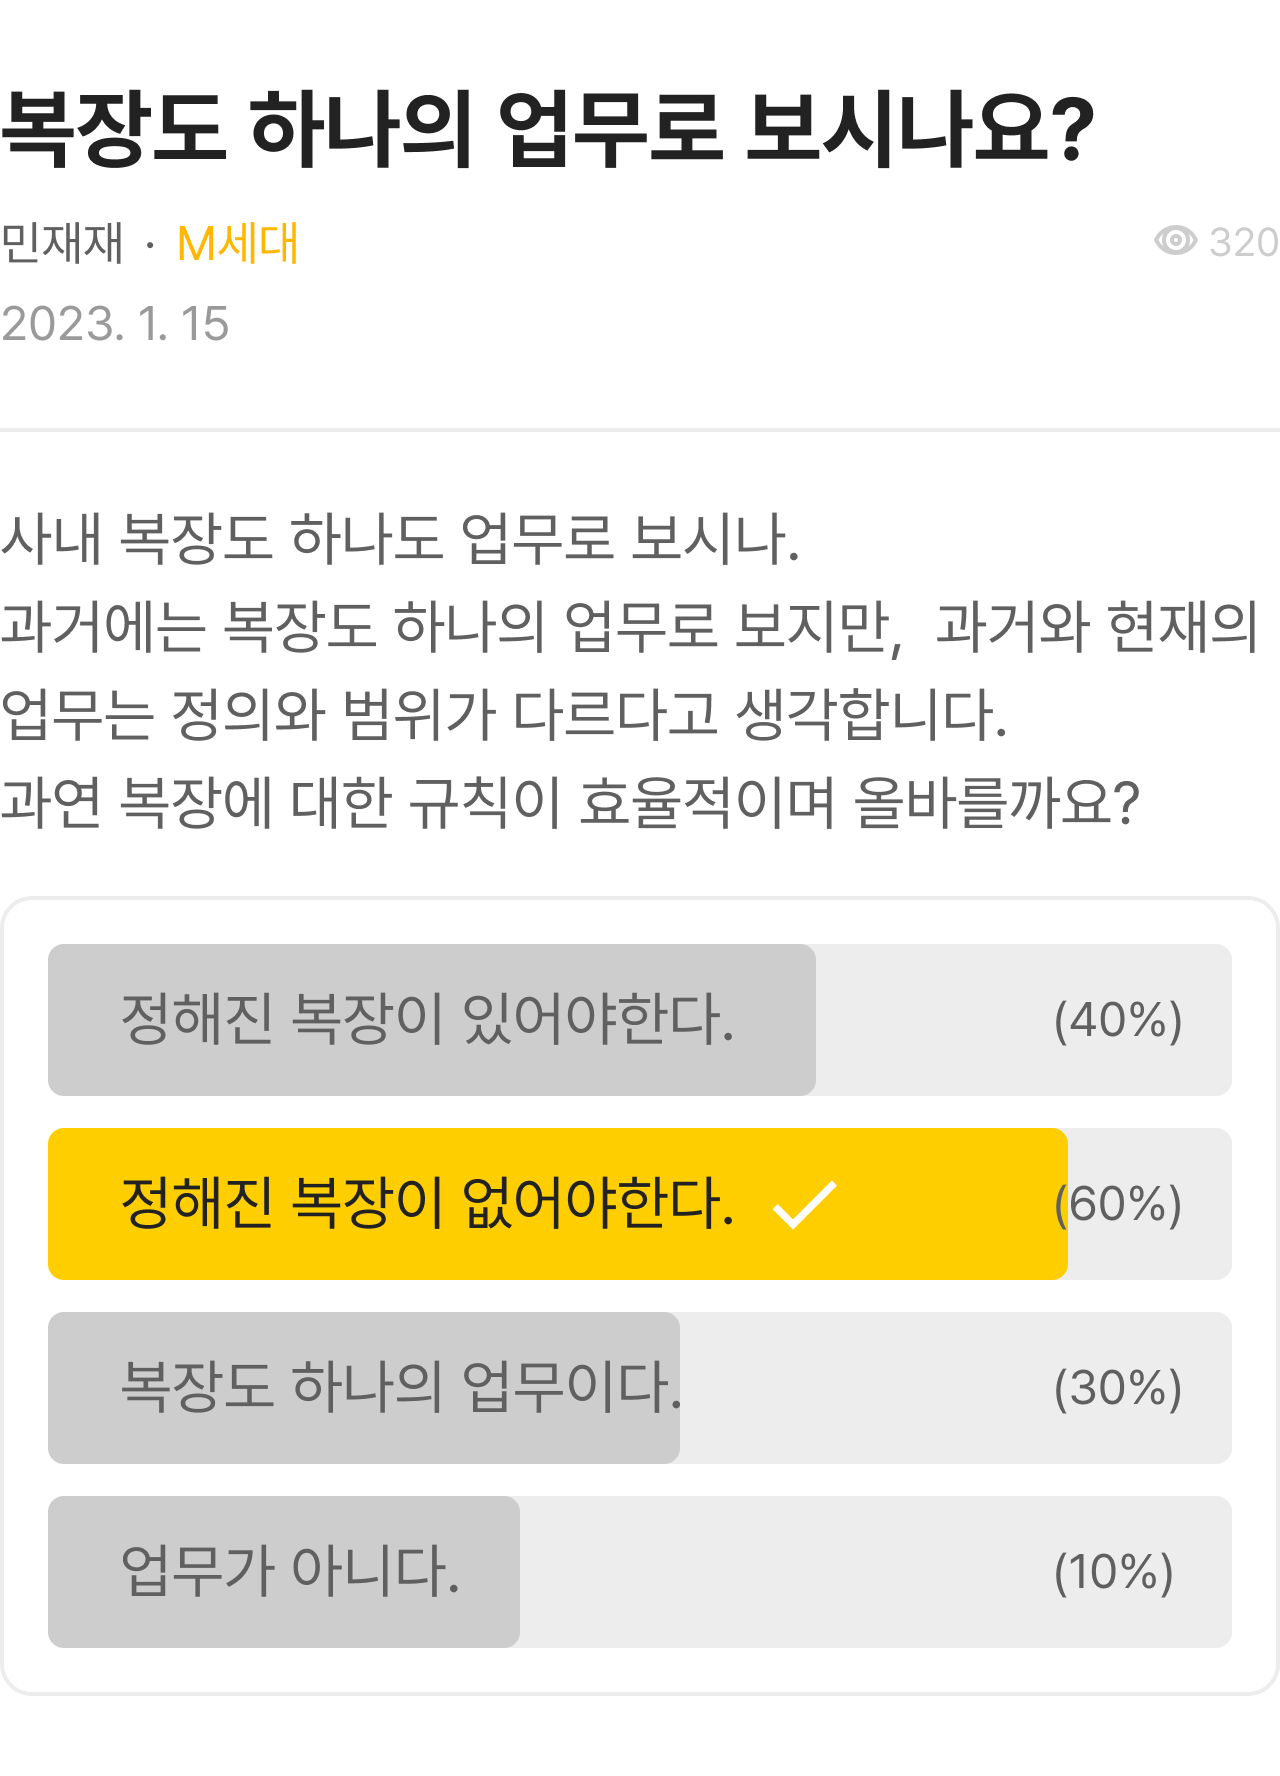 복장도 하나의 업무로 보시나요?
민재재 · M세대
320
2023. 1. 15
사내 복장도 하나도 업무로 보시나.
과거에는 복장도 하나의 업무로 보지만, 과거와 현재의
업무는 정의와 범위가 다르다고 생각합니다.
과연 복장에 대한 규칙이 효율적이며 올바를까요?
정해진 복장이 있어야한다. (40%)
정해진 복장이 없어야한다. (60%)
복장도 하나의 업무이다. (30%)
업무가 아니다. (10%)